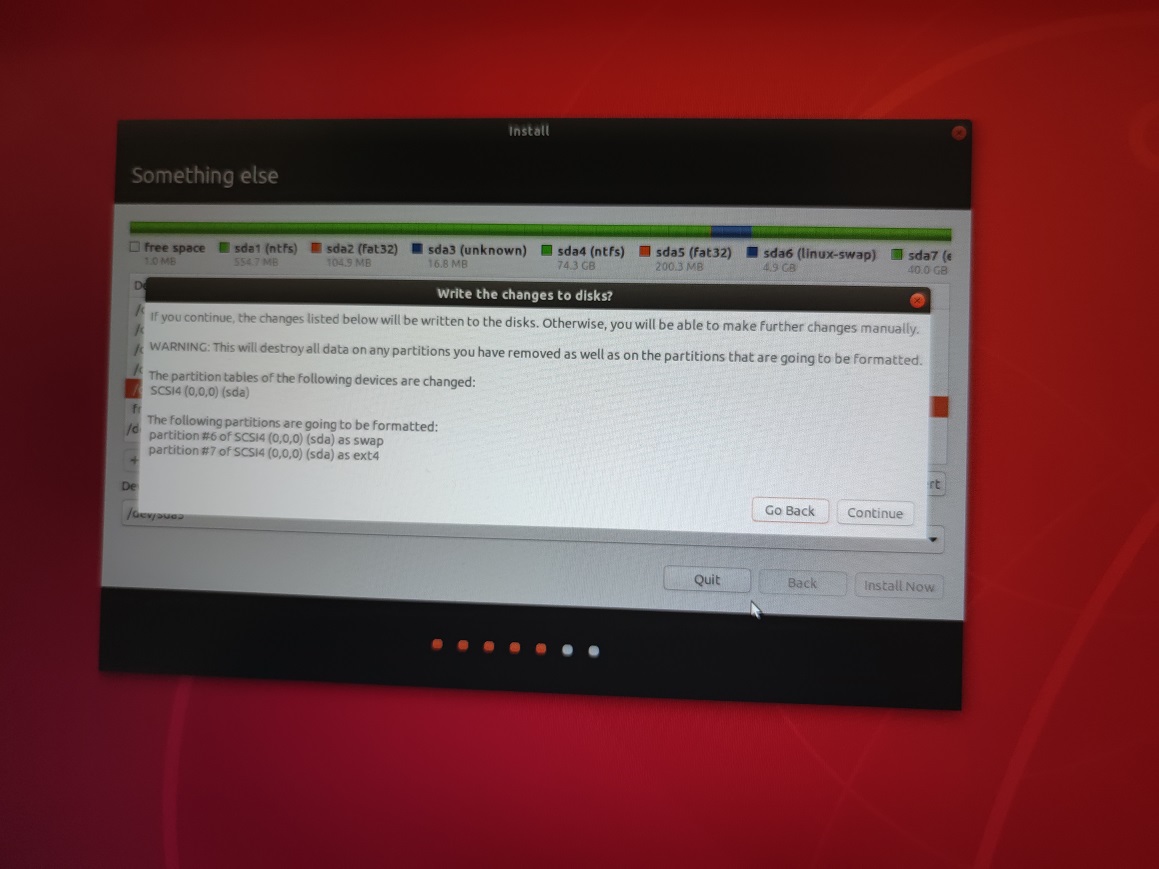 Install
Something else
free space sda1 (ntfs) sda2 (fat32) sda3 (unknown) sda4 (ntfs) sda5 (fat32) sda6 (linux-swap) sda7 (e
1.0 MB 554.7 MB 104.9 MB 16.8 MB 74.3 GB 200.3 MB 4.9 GB 40.0 GB
De
Write the changes to disks?
If you continue, the changes listed below will be written to the disks. Otherwise, you will be able to make further changes manually.
WARNING: This will destroy all data on any partitions you have removed as well as on the partitions that are going to be formatted.
The partition tables of the following devices are changed:
SCSI4 (0,0,0) (sda)
The following partitions are going to be formatted:
partition #6 of SCSI4 (0,0,0) (sda) as swap
partition #7 of SCSI4 (0,0,0) (sda) as ext4
fr
/d
+
rt
De
Go Back Continue
/dev/sda5
Quit Back Install Now